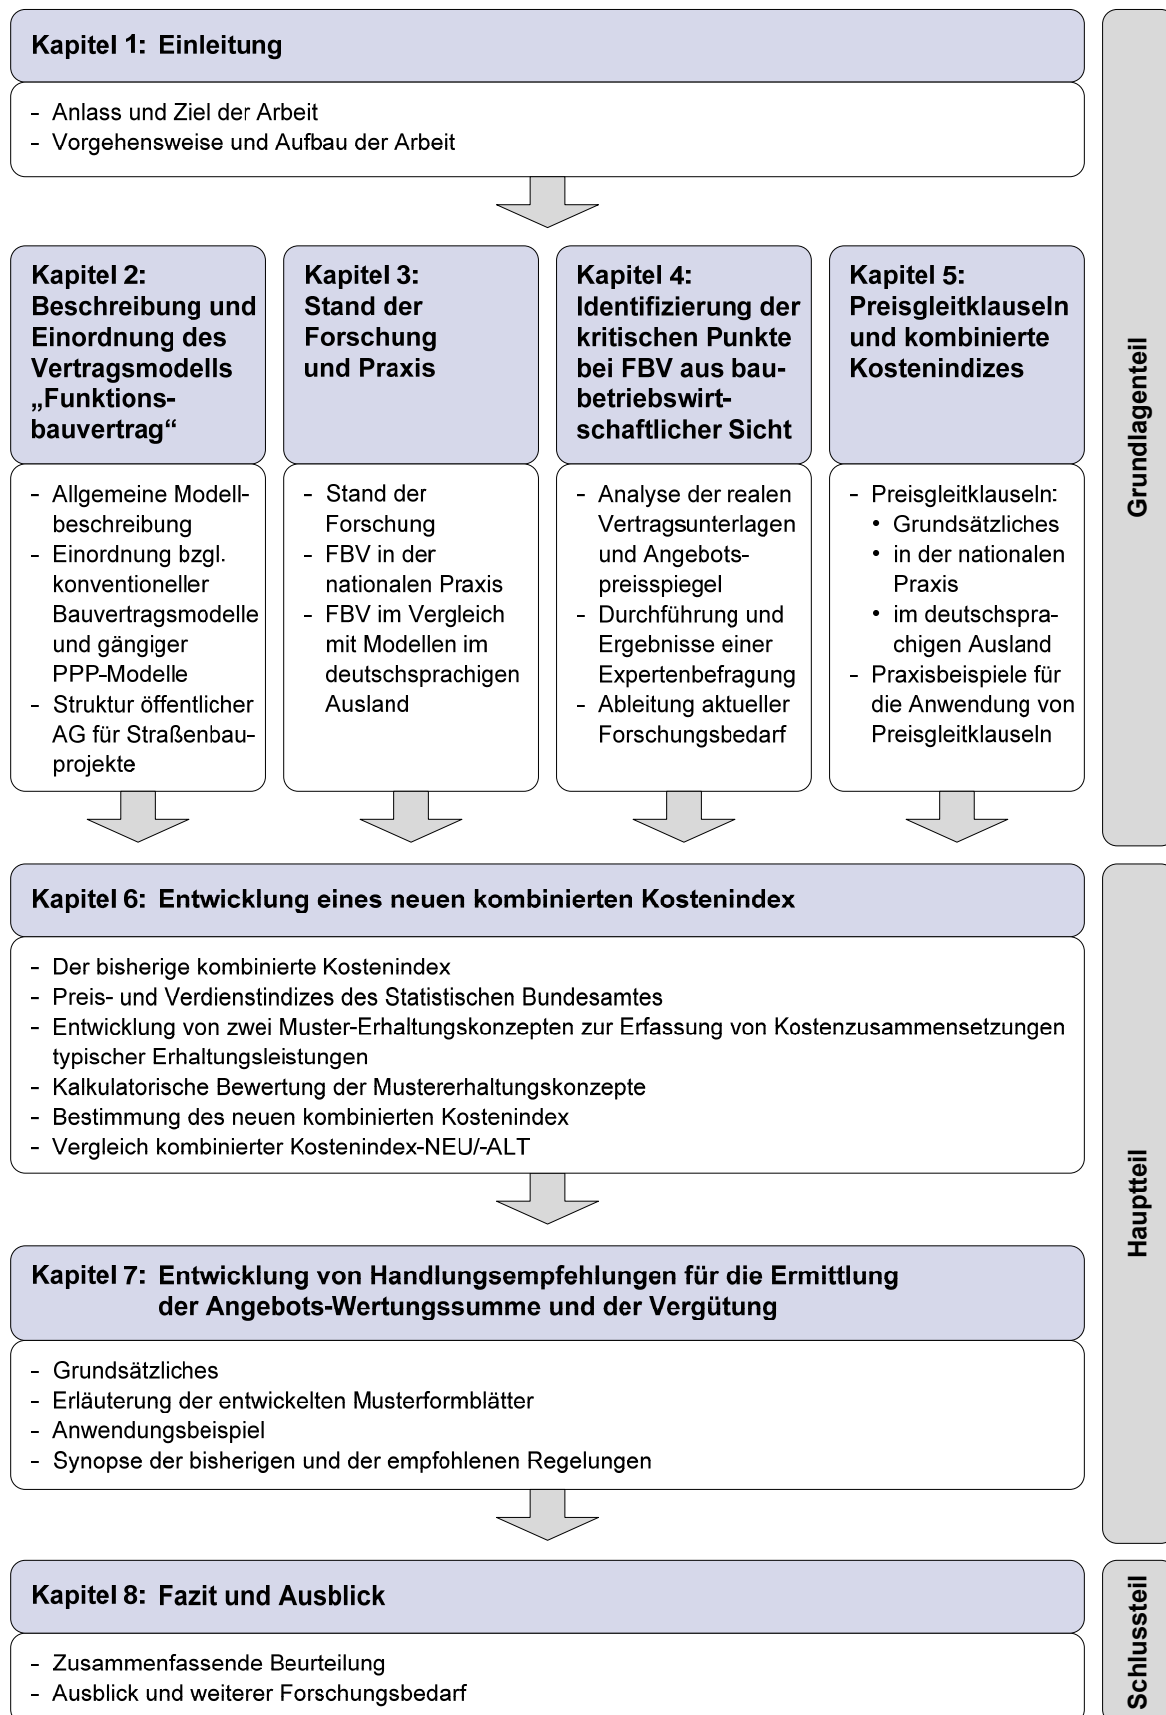 Kapitel 1: Einleitung
- Anlass und Ziel der Arbeit
- Vorgehensweise und Aufbau der Arbeit
Kapitel 2:
Beschreibung und
Einordnung des
Vertragsmodells
„Funktions-
bauvertrag“
- Allgemeine Modell-
beschreibung
- Einordnung bzgl.
konventioneller
Bauvertragsmodelle
und gängiger
PPP-Modelle
- Struktur öffentlicher
AG für Straßenbau-
projekte
Kapitel 3:
Stand der
Forschung
und Praxis
- Stand der
Forschung
- FBV in der
nationalen Praxis
- FBV im Vergleich
mit Modellen im
deutschsprachigen
Ausland
Kapitel 4:
Identifizierung der
kritischen Punkte
bei FBV aus bau-
betriebswirt-
schaftlicher Sicht
- Analyse der realen
Vertragsunterlagen
und Angebots-
preisspiegel
- Durchführung und
Ergebnisse einer
Expertenbefragung
- Ableitung aktueller
Forschungsbedarf
Kapitel 5:
Preisgleitklauseln
und kombinierte
Kostenindizes
- Preisgleitklauseln:
• Grundsätzliches
• in der nationalen
Praxis
• im deutschspra-
chigen Ausland
- Praxisbeispiele für
die Anwendung von
Preisgleitklauseln
Grundlagenteil
Kapitel 6: Entwicklung eines neuen kombinierten Kostenindex
- Der bisherige kombinierte Kostenindex
- Preis- und Verdienstindizes des Statistischen Bundesamtes
- Entwicklung von zwei Muster-Erhaltungskonzepten zur Erfassung von Kostenzusammensetzungen
typischer Erhaltungsleistungen
- Kalkulatorische Bewertung der Mustererhaltungskonzepte
- Bestimmung des neuen kombinierten Kostenindex
- Vergleich kombinierter Kostenindex-NEU/-ALT
Kapitel 7: Entwicklung von Handlungsempfehlungen für die Ermittlung
der Angebots-Wertungssumme und der Vergütung
- Grundsätzliches
- Erläuterung der entwickelten Musterformblätter
- Anwendungsbeispiel
- Synopse der bisherigen und der empfohlenen Regelungen
Hauptteil
Kapitel 8: Fazit und Ausblick
- Zusammenfassende Beurteilung
- Ausblick und weiterer Forschungsbedarf
Schlussteil